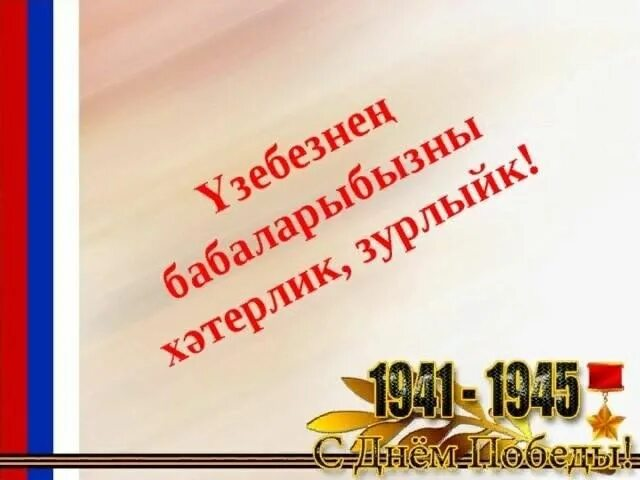 Үзебезнең
бабаларыбызны
хәтерлик, зурлыйк!
1941 - 1945
С Днём Победы!